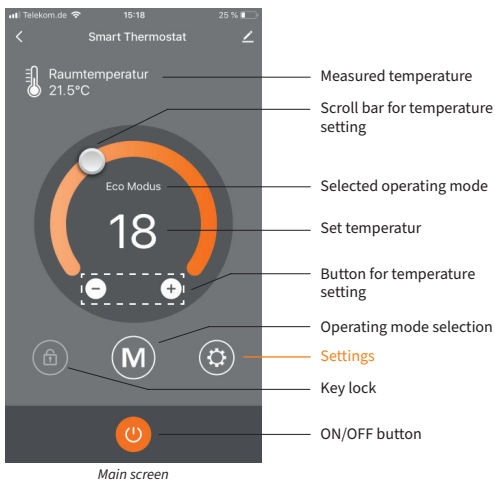 Telekom.de 15:18 25 %
Smart Thermostat
Raumtemperatur
21.5°C
Eco Modus
18
− +
M
Measured temperature
Scroll bar for temperature
setting
Selected operating mode
Set temperatur
Button for temperature
setting
Operating mode selection
Settings
Key lock
ON/OFF button
Main screen